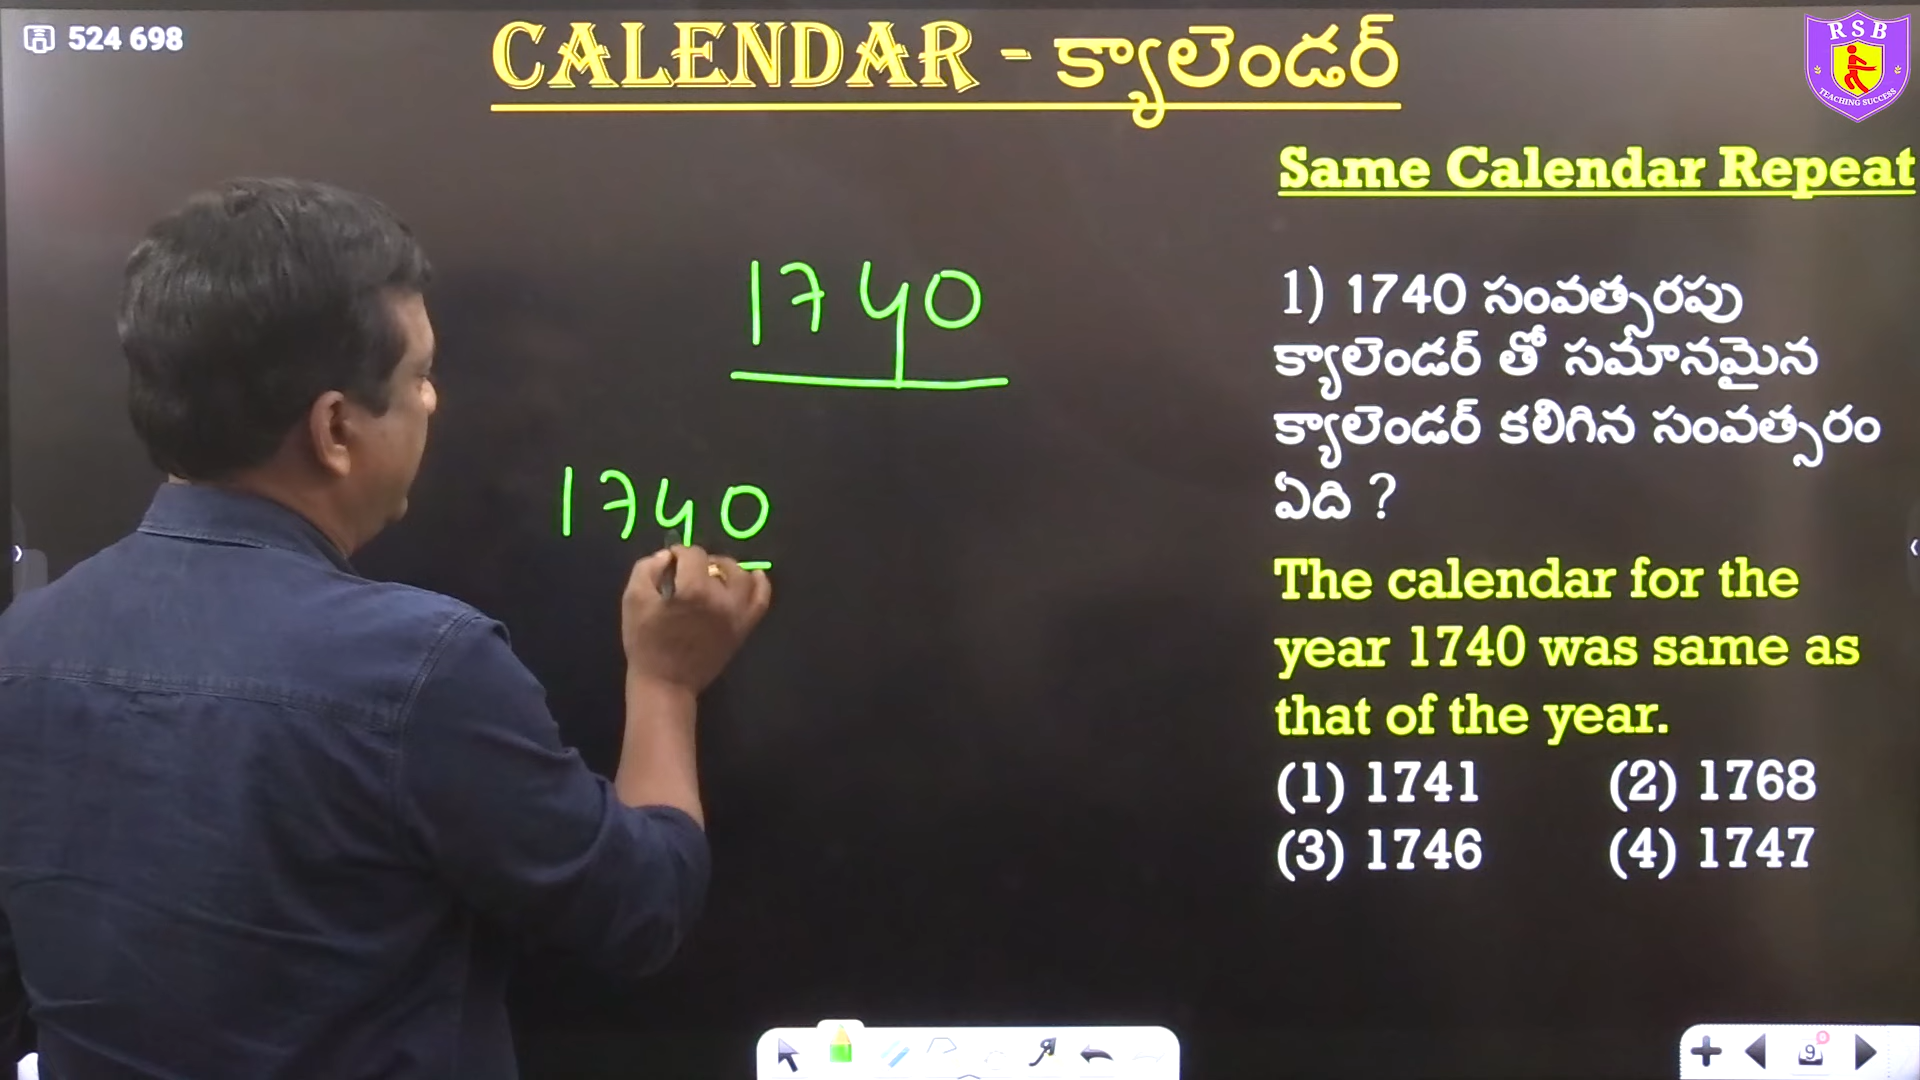 524 698
CALENDAR - క్యాలెండర్
RSB
TEACHING SUCCESS
Same Calendar Repeat
1740
1740
1) 1740 సంవత్సరపు
క్యాలెండర్ తో సమానమైన
క్యాలెండర్ కలిగిన సంవత్సరం
ఏది ?
The calendar for the
year 1740 was same as
that of the year.
(1) 1741 (2) 1768
(3) 1746 (4) 1747
9